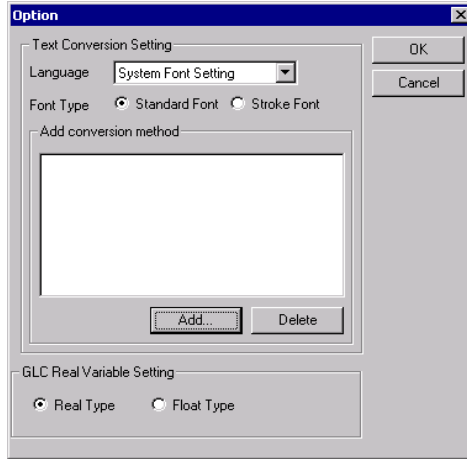 Option
Text Conversion Setting
OK
Language System Font Setting
Cancel
Font Type Standard Font Stroke Font
Add conversion method
Add... Delete
GLC Real Variable Setting
Real Type Float Type